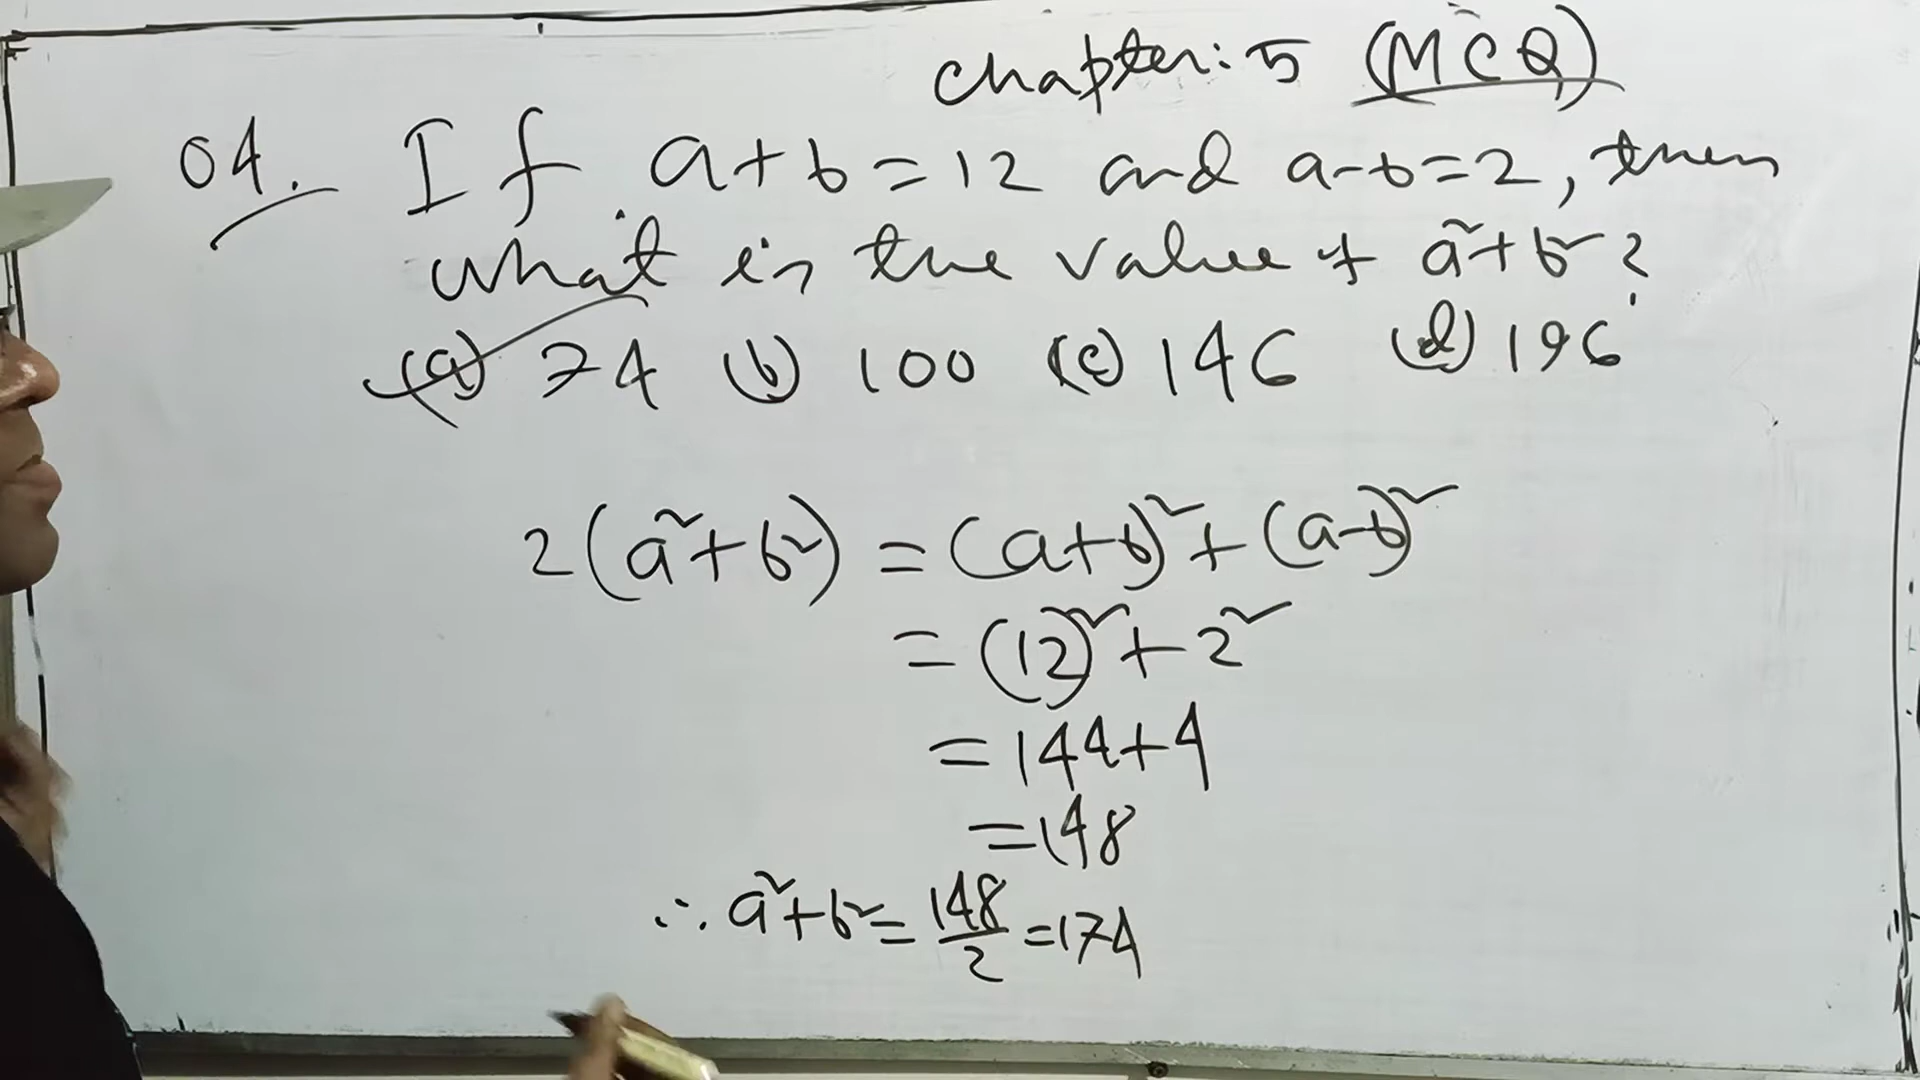 Chapter: 5 (MCQ)
04. If a+b=12 and a-b=2, then
what is the value of a²+b²?
(a) 74 (b) 100 (c) 146 (d) 196
2(a²+b²) = (a+b)²+(a-b)²
= (12)²+2²
= 144+4
=148
∴ a²+b²= 148/2 =174